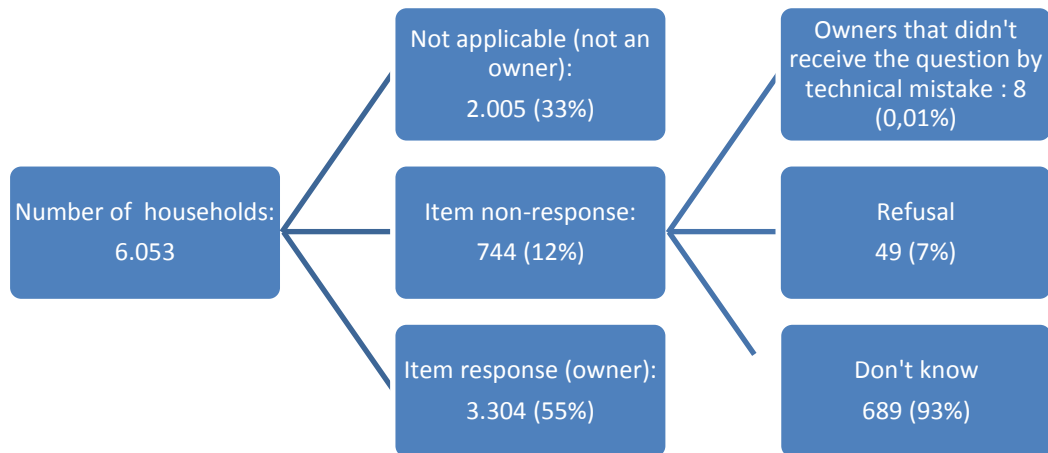 Number of  households:
6.053
Not applicable (not an
owner):
2.005 (33%)
Item non-response:
744 (12%)
Item response (owner):
3.304 (55%)
Owners that didn't
receive the question by
technical mistake : 8
(0,01%)
Refusal
49 (7%)
Don't know
689 (93%)